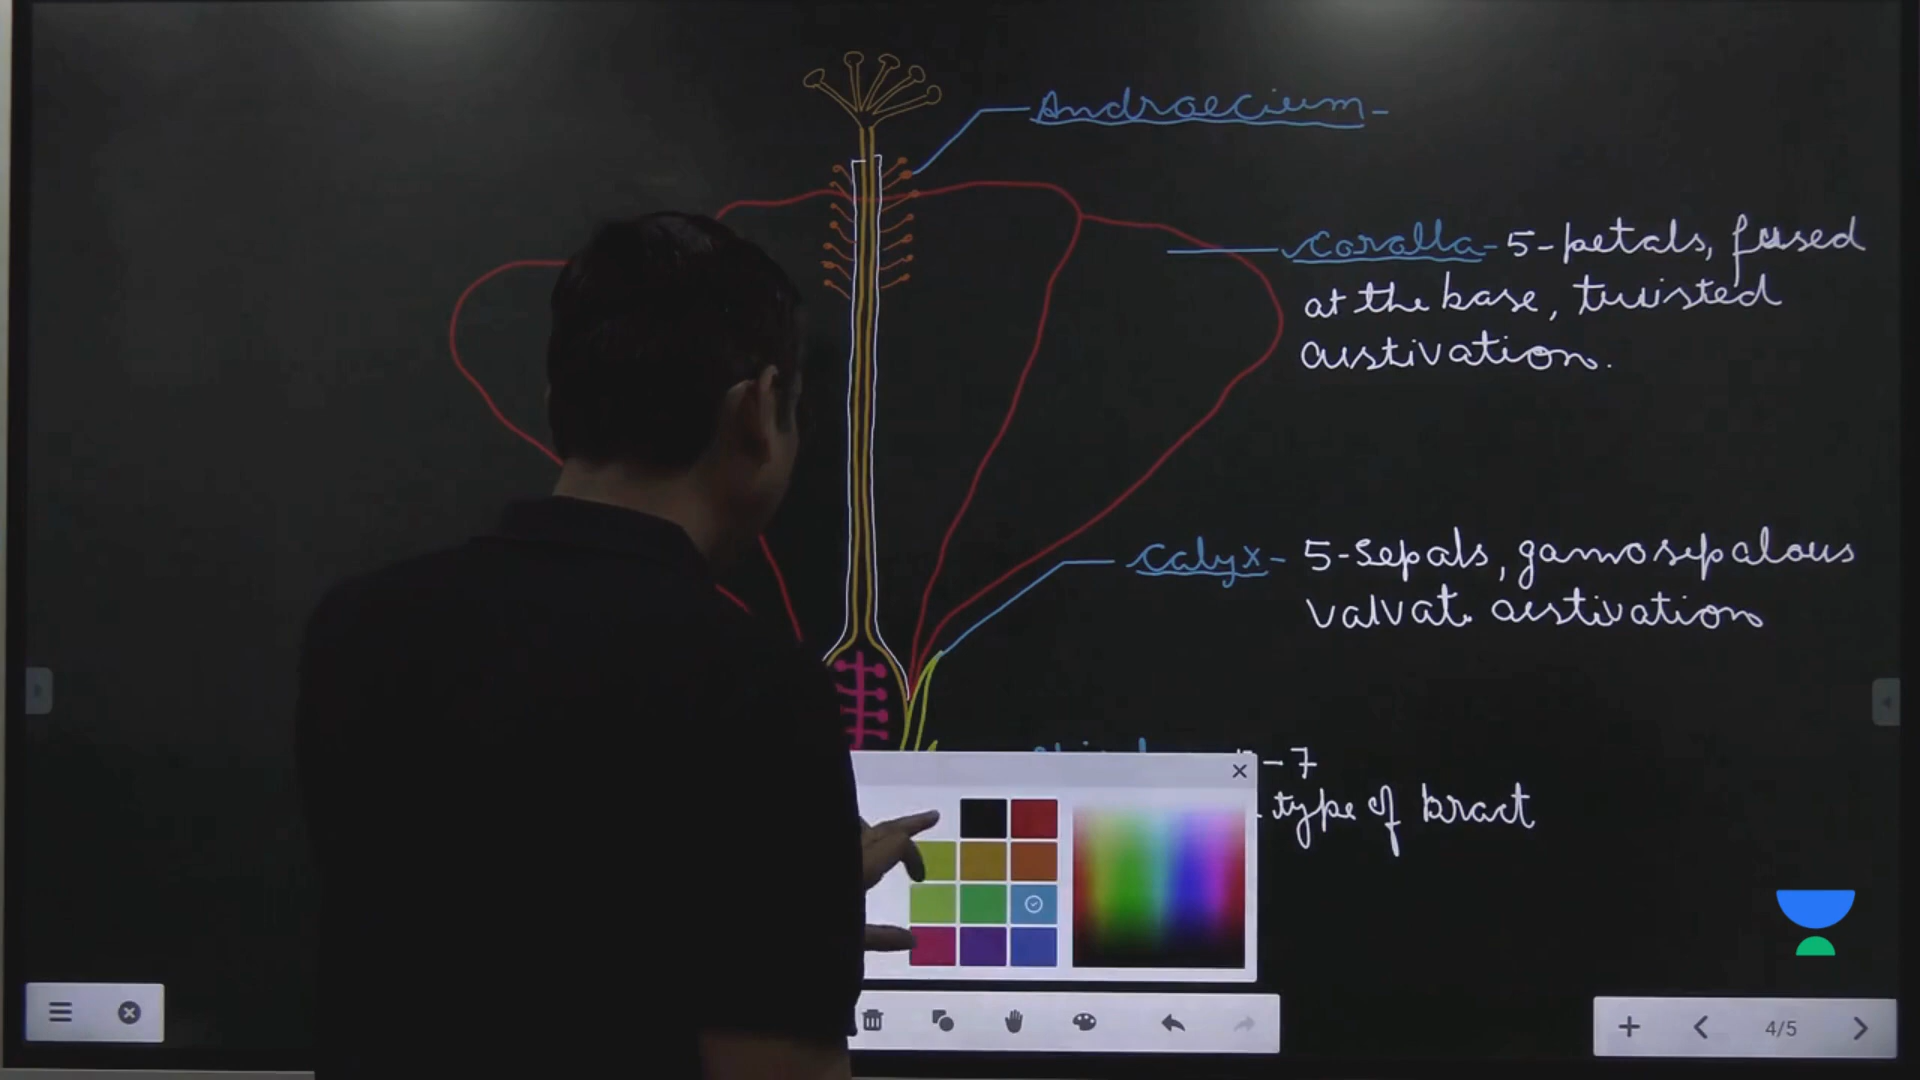 Androecium-
Corolla- 5-petals, fused
at the base, twisted
austivation.
Calyx- 5-Sepals, gamosepalous
valvate aestivation
-7
type of bract
4/5